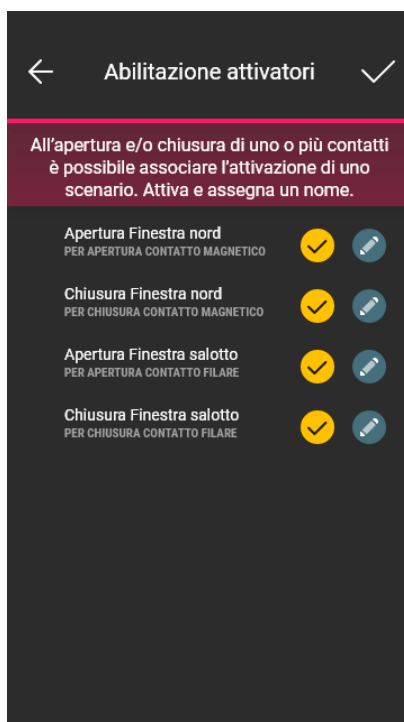 Abilitazione attivatori
All'apertura e/o chiusura di uno o più contatti
è possibile associare l'attivazione di uno
scenario. Attiva e assegna un nome.
Apertura Finestra nord
PER APERTURA CONTATTO MAGNETICO
Chiusura Finestra nord
PER CHIUSURA CONTATTO MAGNETICO
Apertura Finestra salotto
PER APERTURA CONTATTO FILARE
Chiusura Finestra salotto
PER CHIUSURA CONTATTO FILARE